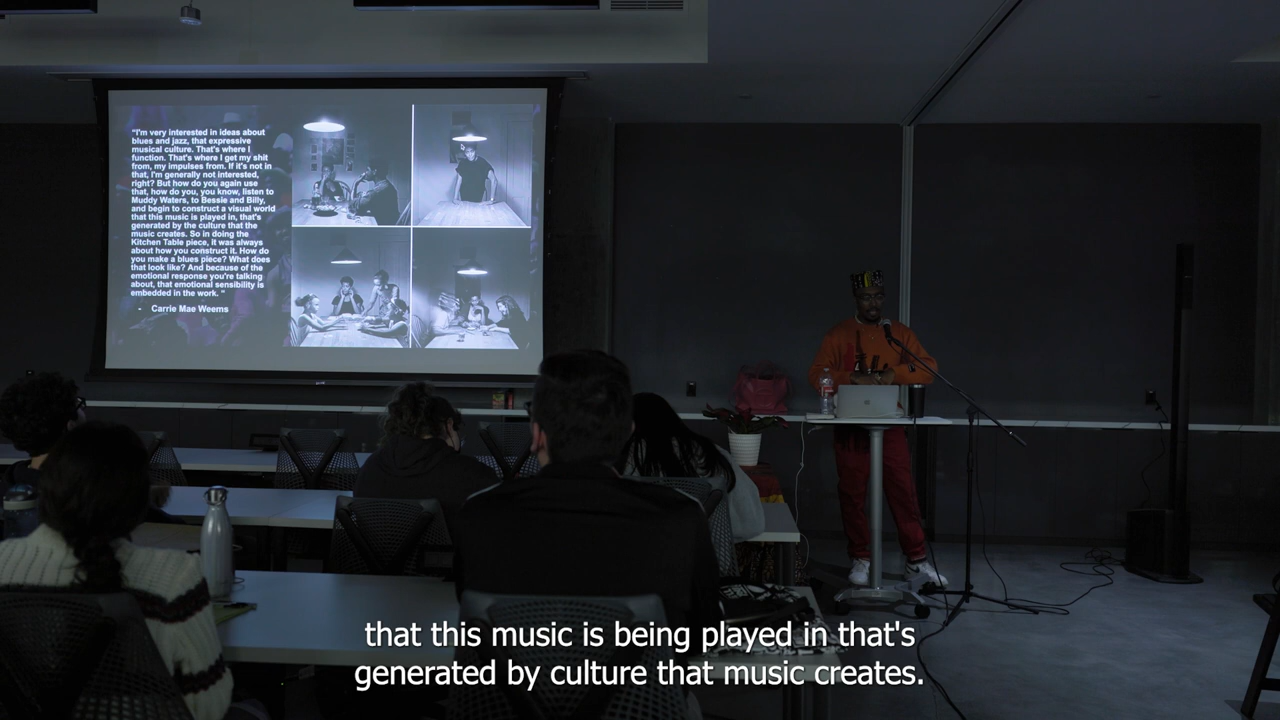 "I'm very interested in ideas about
blues and jazz, that expressive
musical culture. That's where I
function. That's where I get my shit
from, my impulses from. If it's not in
that, I'm generally not interested,
right? But how do you again use
that, how do you, you know, listen to
Muddy Waters, to Bessie and Billy,
and begin to construct a visual world
that this music is played in, that's
generated by the culture that the
music creates. So in doing the
Kitchen Table piece, it was always
about how you construct it. How do
you make a blues piece? What does
that look like? And because of the
emotional response you're talking
about, that emotional sensibility is
embedded in the work. "
- Carrie Mae Weems
that this music is being played in that's
generated by culture that music creates.